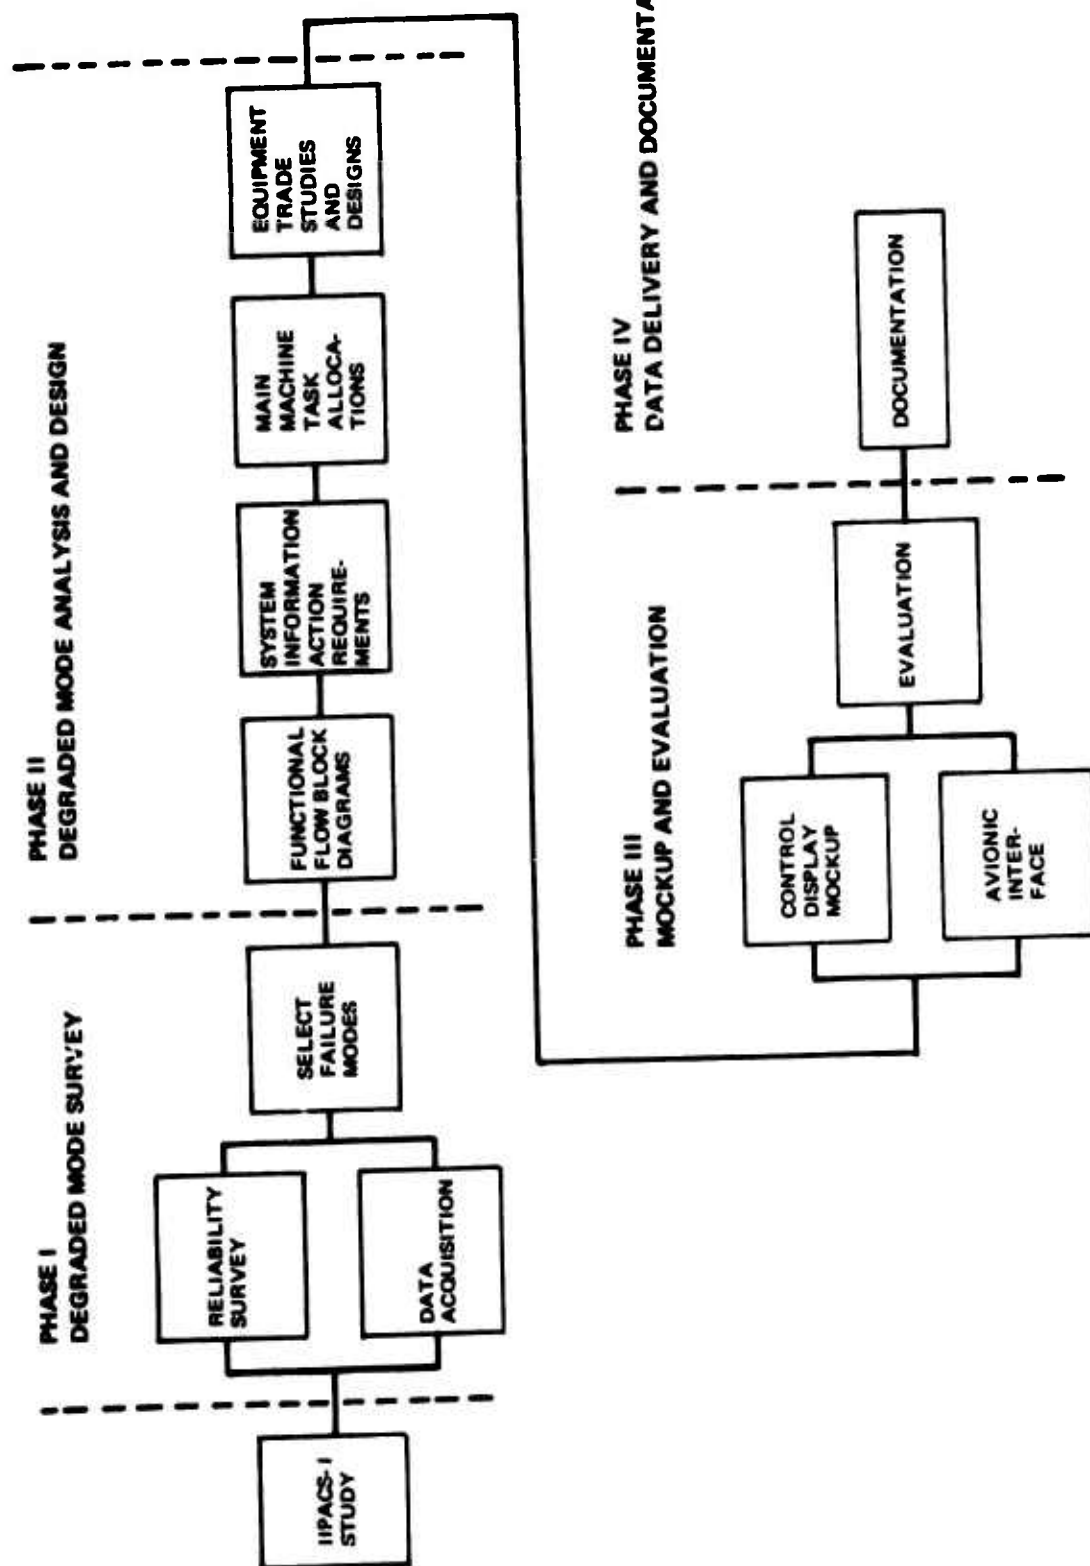 PHASE I
DEGRADED MODE SURVEY
IIPACS-I
STUDY
RELIABILITY
SURVEY
DATA
ACQUISITION
SELECT
FAILURE
MODES
PHASE II
DEGRADED MODE ANALYSIS AND DESIGN
FUNCTIONAL
FLOW BLOCK
DIAGRAMS
SYSTEM
INFORMATION
ACTION
REQUIRE-
MENTS
MAIN
MACHINE
TASK
ALLOCA-
TIONS
EQUIPMENT
TRADE
STUDIES
AND
DESIGNS
PHASE III
MOCKUP AND EVALUATION
CONTROL
DISPLAY
MOCKUP
AVIONIC
INTER-
FACE
EVALUATION
PHASE IV
DATA DELIVERY AND DOCUMENTA
DOCUMENTATION